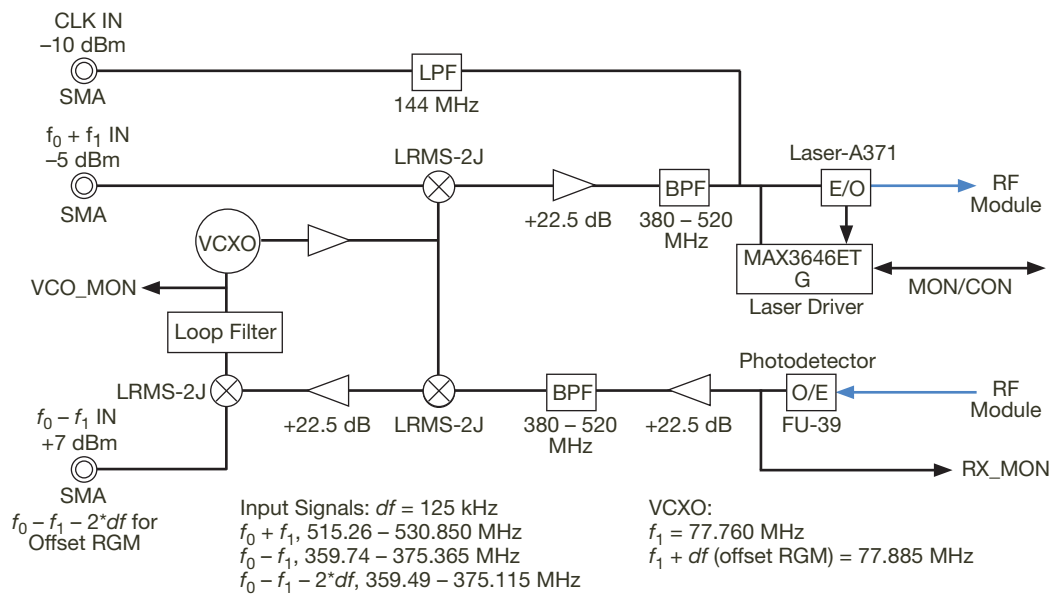 CLK IN
–10 dBm
SMA
LPF
144 MHz
f0 + f1 IN
–5 dBm
SMA
LRMS-2J
+22.5 dB
BPF
380 – 520
MHz
Laser-A371
E/O
RF
Module
VCXO
VCO_MON
MAX3646ET
G
Laser Driver
MON/CON
Loop Filter
LRMS-2J
+22.5 dB
LRMS-2J
BPF
380 – 520
MHz
+22.5 dB
Photodetector
O/E
FU-39
RF
Module
RX_MON
f0 – f1 IN
+7 dBm
SMA
f0 – f1 – 2*df for
Offset RGM
Input Signals: df = 125 kHz
f0 + f1, 515.26 – 530.850 MHz
f0 – f1, 359.74 – 375.365 MHz
f0 – f1 – 2*df, 359.49 – 375.115 MHz
VCXO:
f1 = 77.760 MHz
f1 + df (offset RGM) = 77.885 MHz